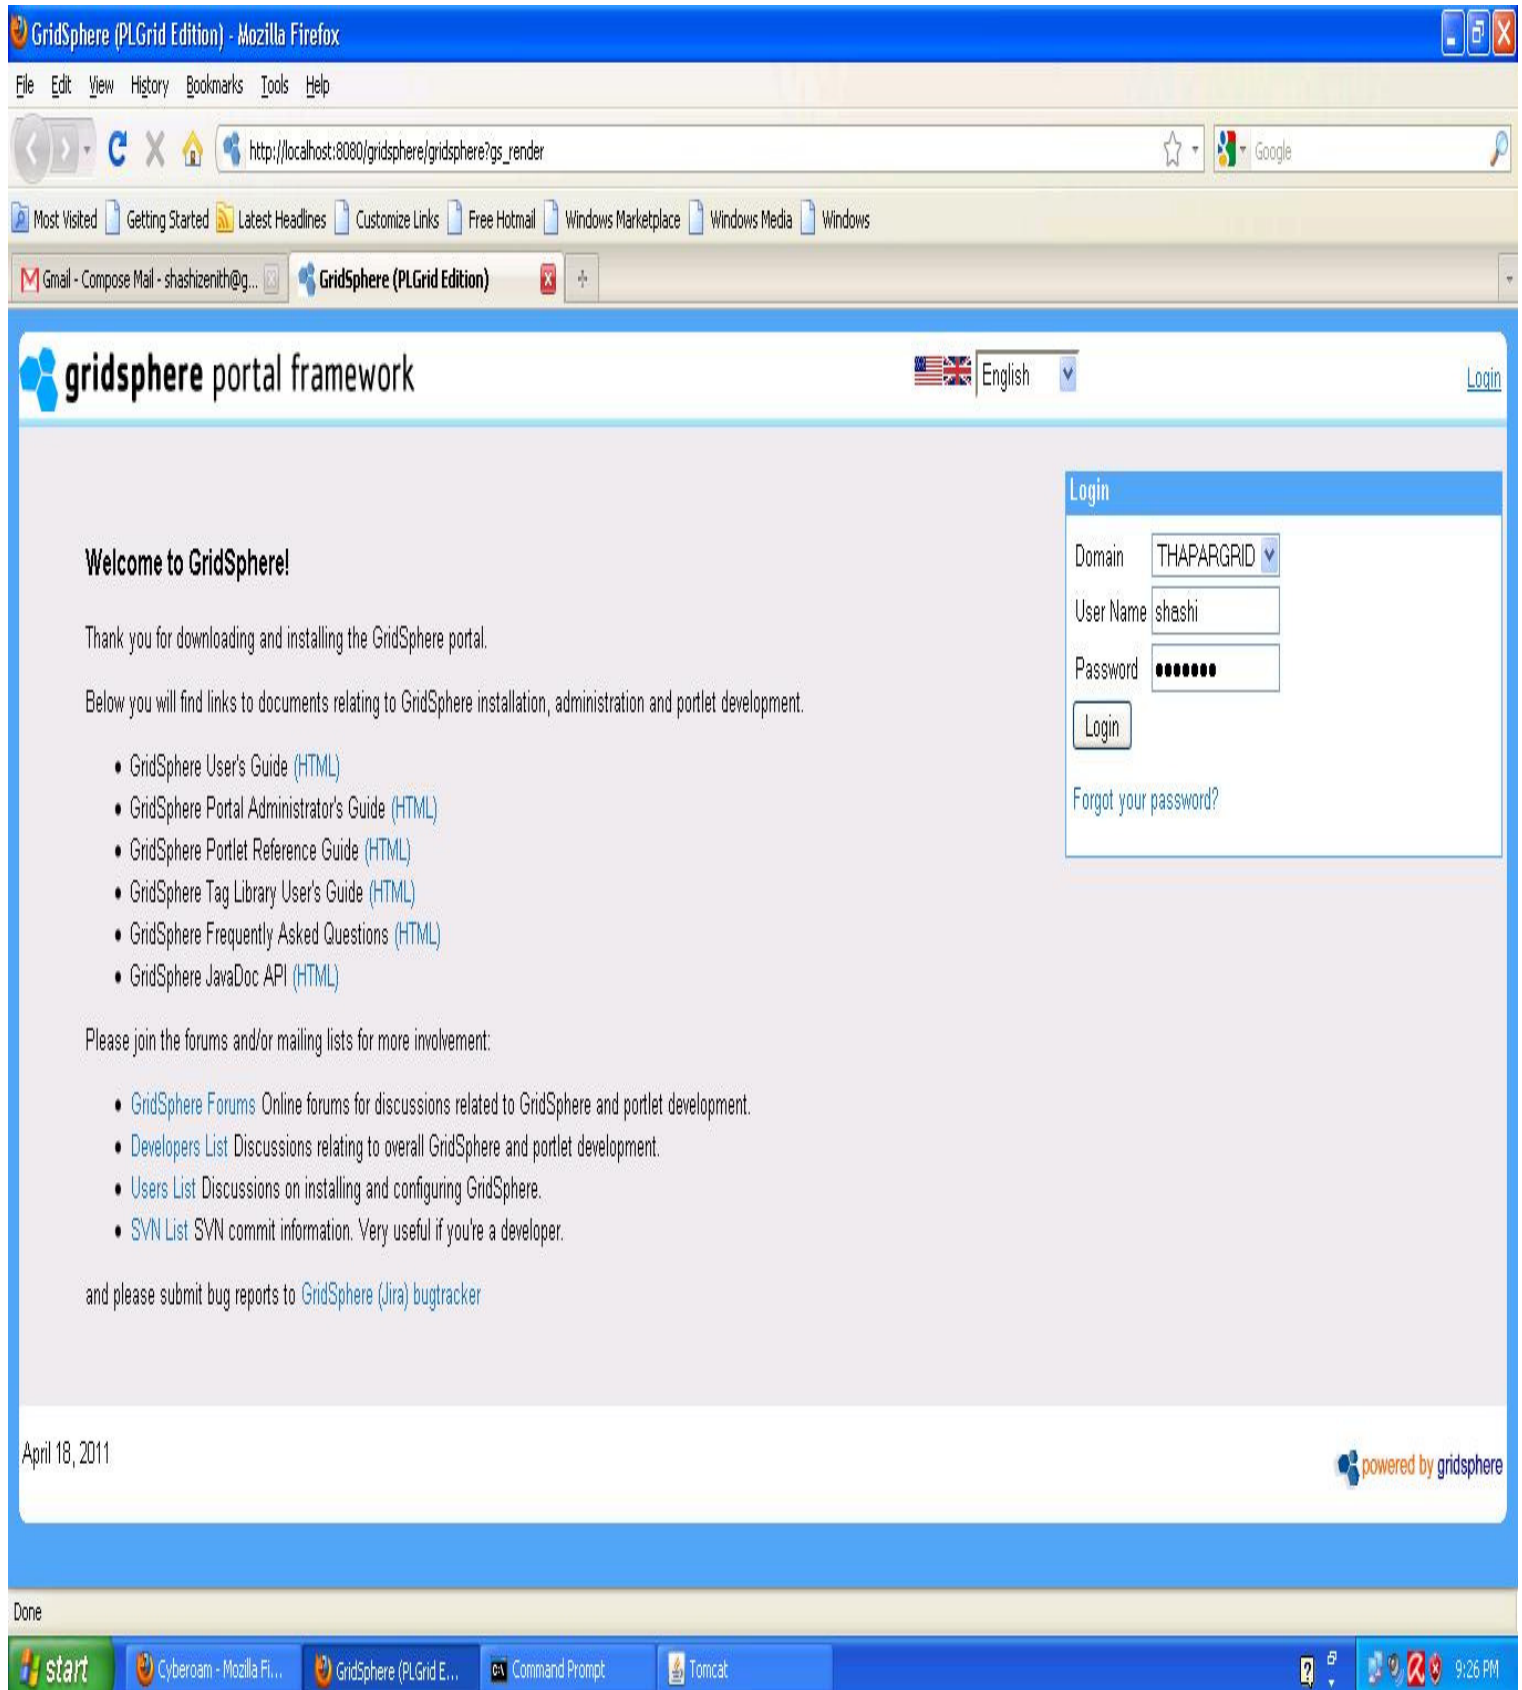 GridSphere (PLGrid Edition) - Mozilla Firefox
File Edit View History Bookmarks Tools Help
http://localhost:8080/gridsphere/gridsphere?gs_render
Google
Most Visited Getting Started Latest Headlines Customize Links Free Hotmail Windows Marketplace Windows Media Windows
Gmail - Compose Mail - shashizenith@g... GridSphere (PLGrid Edition)
gridsphere portal framework
English
Login
Login
Domain THAPARGRID
User Name shashi
Password •••••••
Login
Forgot your password?
Welcome to GridSphere!
Thank you for downloading and installing the GridSphere portal.
Below you will find links to documents relating to GridSphere installation, administration and portlet development.
• GridSphere User's Guide (HTML)
• GridSphere Portal Administrator's Guide (HTML)
• GridSphere Portlet Reference Guide (HTML)
• GridSphere Tag Library User's Guide (HTML)
• GridSphere Frequently Asked Questions (HTML)
• GridSphere JavaDoc API (HTML)
Please join the forums and/or mailing lists for more involvement:
• GridSphere Forums Online forums for discussions related to GridSphere and portlet development.
• Developers List Discussions relating to overall GridSphere and portlet development.
• Users List Discussions on installing and configuring GridSphere.
• SVN List SVN commit information. Very useful if you're a developer.
and please submit bug reports to GridSphere (Jira) bugtracker
April 18, 2011
powered by gridsphere
Done
start Cyberoam - Mozilla Fi... GridSphere (PLGrid E... Command Prompt Tomcat 9:26 PM